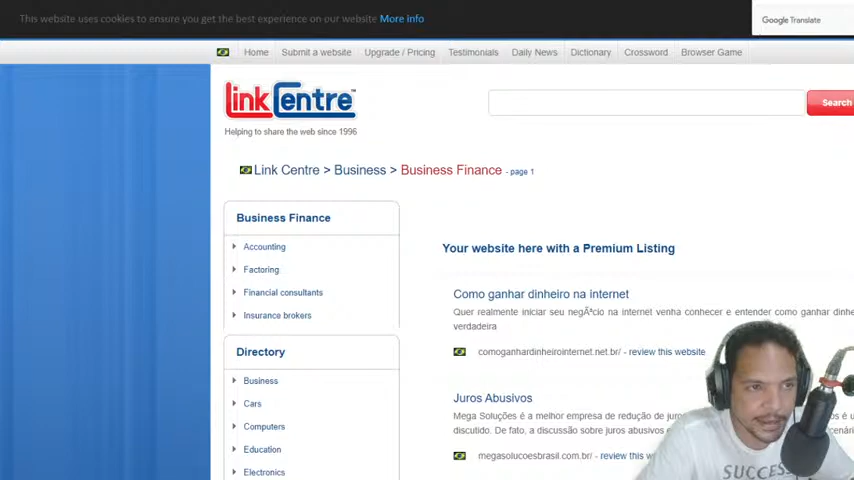 This website uses cookies to ensure you get the best experience on our website More info
Google Translate
Home Submit a website Upgrade / Pricing Testimonials Daily News Dictionary Crossword Browser Game
Link Centre™
Helping to share the web since 1996
Search
Link Centre > Business > Business Finance - page 1
Business Finance
Accounting
Factoring
Financial consultants
Insurance brokers
Directory
Business
Cars
Computers
Education
Electronics
Your website here with a Premium Listing
Como ganhar dinheiro na internet
Quer realmente iniciar seu negÃªcio na internet venha conhecer e entender como ganhar dinhe
verdadeira
comoganhardinheirointernet.net.br/ - review this website
Juros Abusivos
Mega Soluções é a melhor empresa de redução de juro os é u
discutido. De fato, a discussão sobre juros abusivos e
megasolucoesbrasil.com.br/ - review this w
SUCCESS